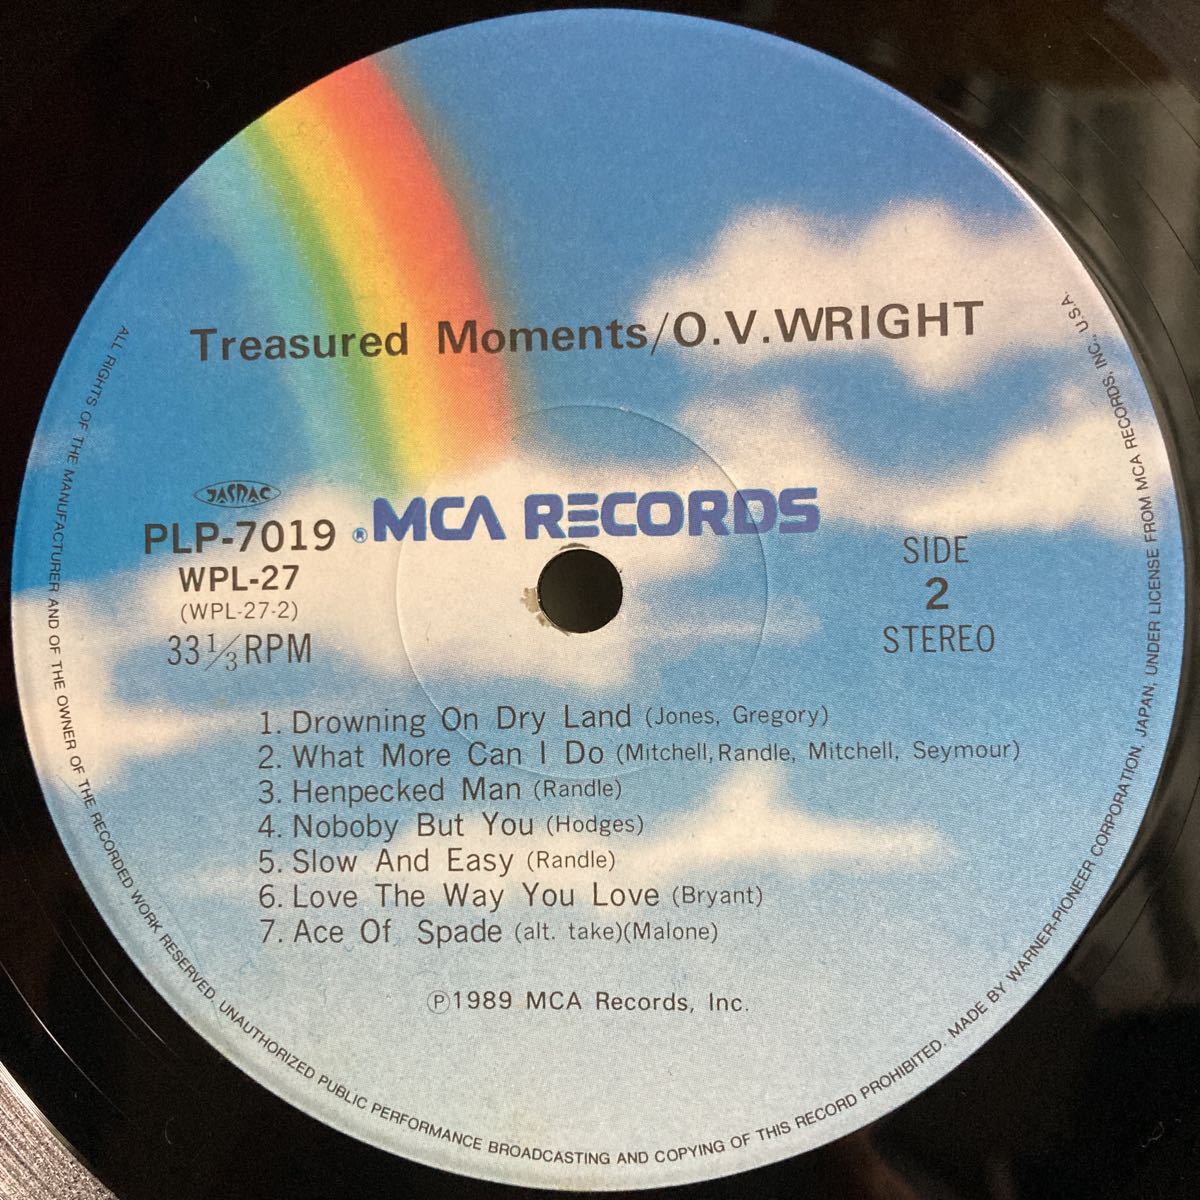 Treasured Moments/O.V.WRIGHT
JASRAC
PLP-7019
® MCA RECORDS
WPL-27
(WPL-27-2)
33 1/3 RPM
SIDE
2
STEREO
1. Drowning On Dry Land (Jones, Gregory)
2. What More Can I Do (Mitchell, Randle, Mitchell, Seymour)
3. Henpecked Man (Randle)
4. Noboby But You (Hodges)
5. Slow And Easy (Randle)
6. Love The Way You Love (Bryant)
7. Ace Of Spade (alt. take)(Malone)
℗1989 MCA Records, Inc.
ALL RIGHTS OF THE MANUFACTURER AND OF THE OWNER OF THE RECORDED WORK RESERVED. UNAUTHORIZED PUBLIC PERFORMANCE BROADCASTING AND COPYING OF THIS RECORD PROHIBITED. MADE BY WARNER-PIONEER CORPORATION, JAPAN, UNDER LICENSE FROM MCA RECORDS, INC., U.S.A.